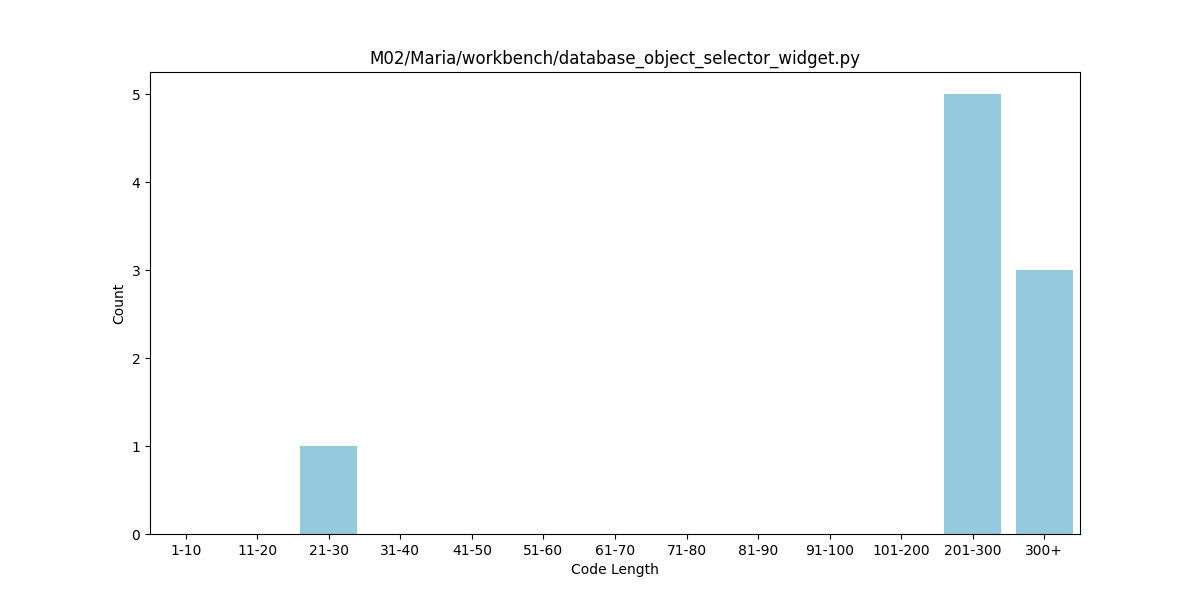 M02/Maria/workbench/database_object_selector_widget.py
Count
5
4
3
2
1
0
1-10 11-20 21-30 31-40 41-50 51-60 61-70 71-80 81-90 91-100 101-200 201-300 300+
Code Length